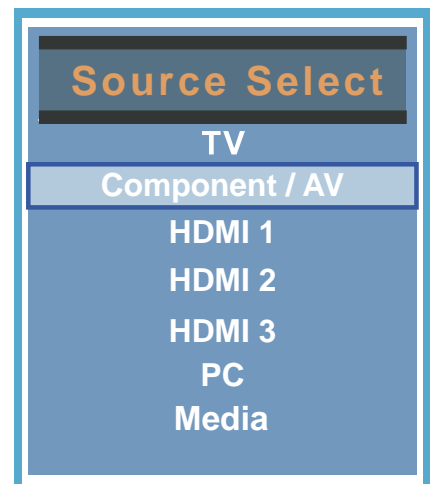 Source Select
TV
Component / AV
HDMI 1
HDMI 2
HDMI 3
PC
Media